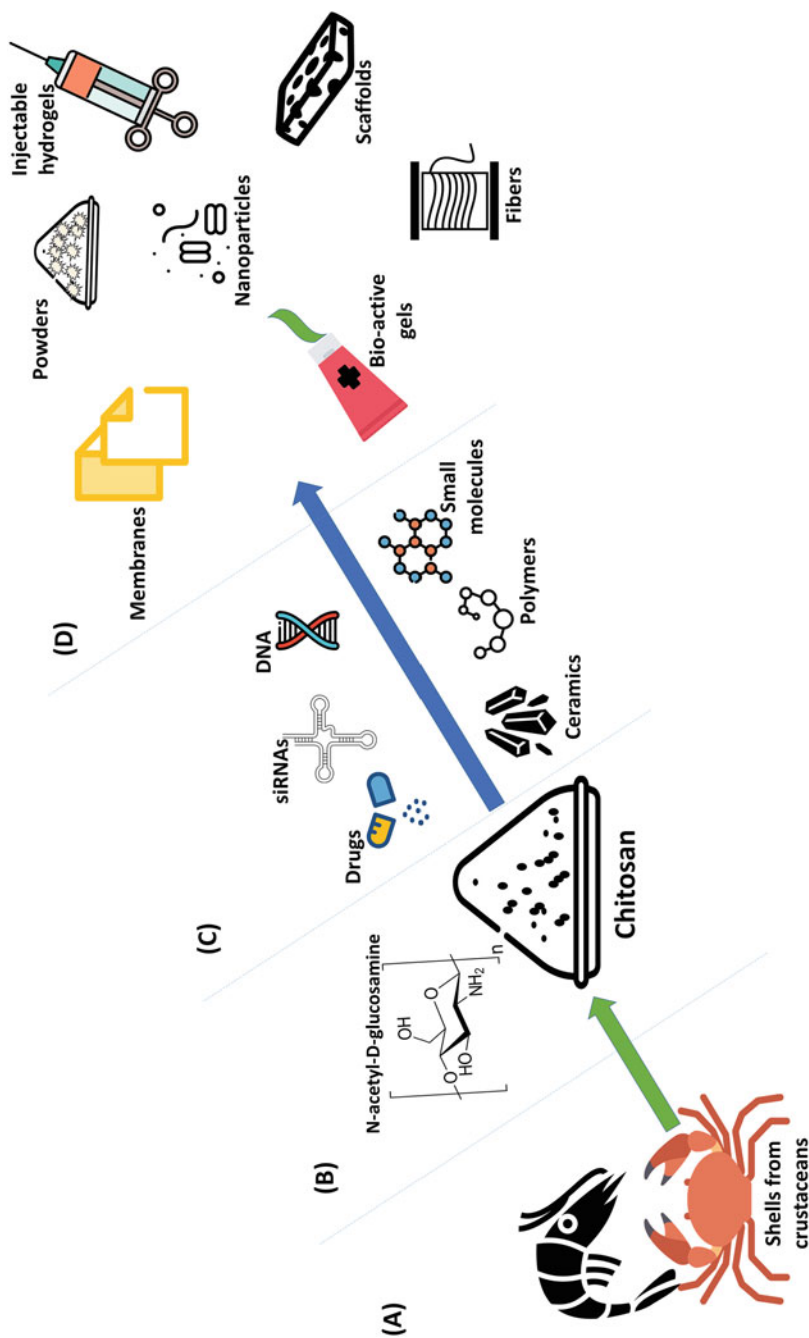 (A)
Shells from
crustaceans
(B)
N-acetyl-D-glucosamine
OH
O
O
HO
NH₂
n
Chitosan
(C)
Drugs
siRNAs
DNA
Ceramics
Polymers
Small
molecules
(D)
Membranes
Powders
Injectable
hydrogels
Nanoparticles
Bio-active
gels
Scaffolds
Fibers